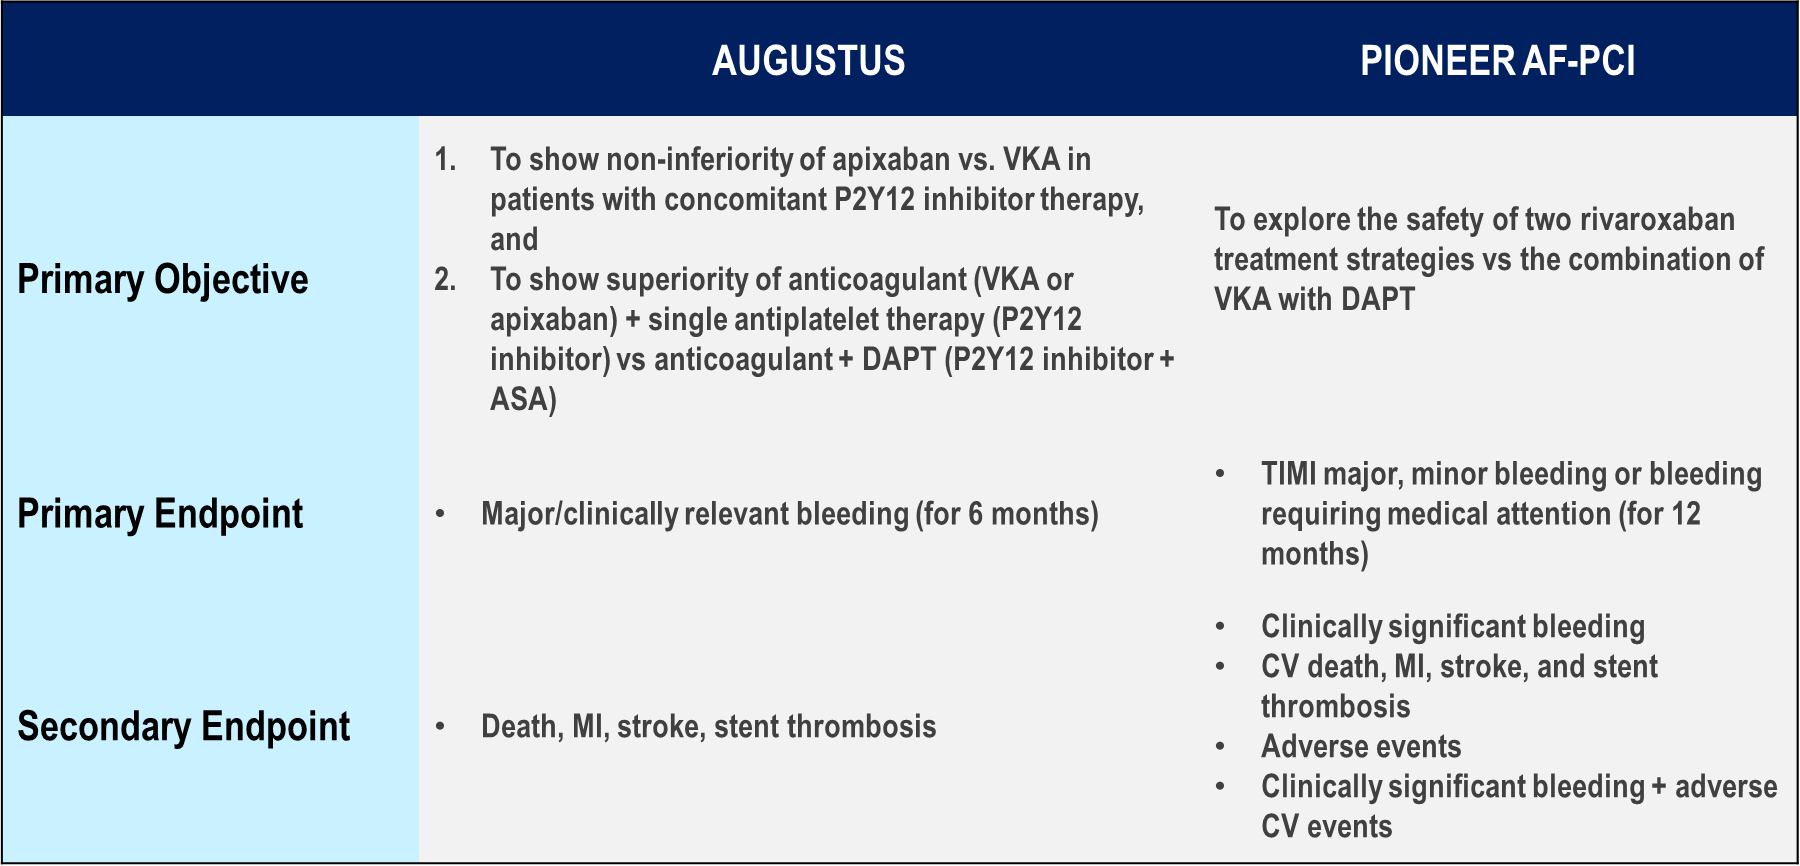 AUGUSTUS
PIONEER AF-PCI
Primary Objective
1. To show non-inferiority of apixaban vs. VKA in
patients with concomitant P2Y12 inhibitor therapy,
and
2. To show superiority of anticoagulant (VKA or
apixaban) + single antiplatelet therapy (P2Y12
inhibitor) vs anticoagulant + DAPT (P2Y12 inhibitor +
ASA)
To explore the safety of two rivaroxaban
treatment strategies vs the combination of
VKA with DAPT
Primary Endpoint
• Major/clinically relevant bleeding (for 6 months)
• TIMI major, minor bleeding or bleeding
requiring medical attention (for 12
months)
Secondary Endpoint
• Death, MI, stroke, stent thrombosis
• Clinically significant bleeding
• CV death, MI, stroke, and stent
thrombosis
• Adverse events
• Clinically significant bleeding + adverse
CV events